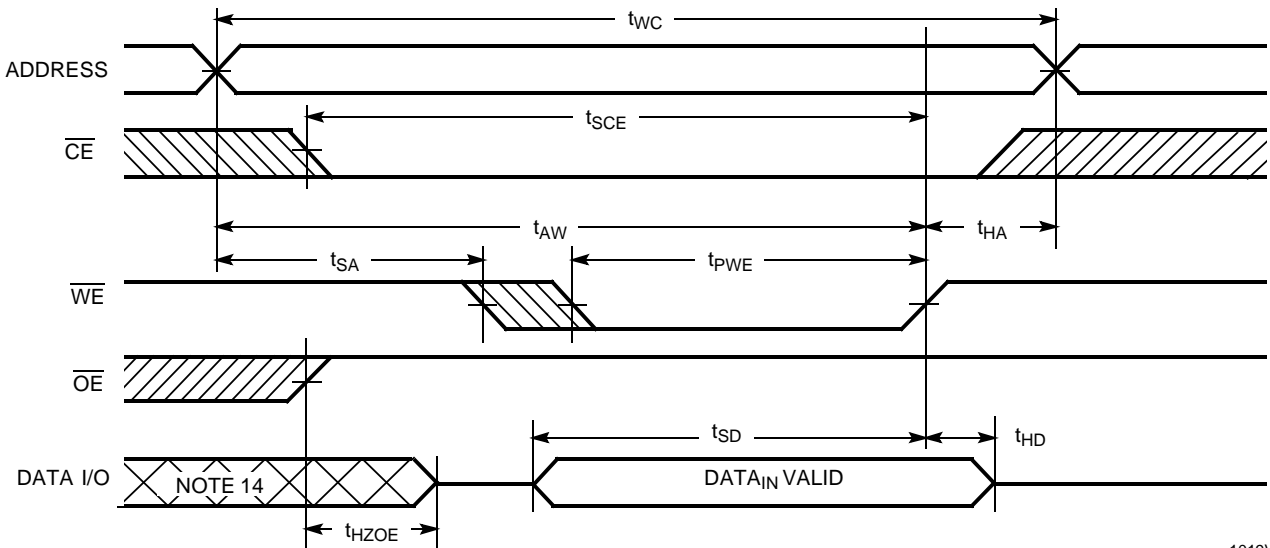 tWC
ADDRESS
tSCE
CE
tAW
tHA
tSA
tPWE
WE
OE
tSD
tHD
DATA I/O
NOTE 14
DATAIN VALID
tHZOE